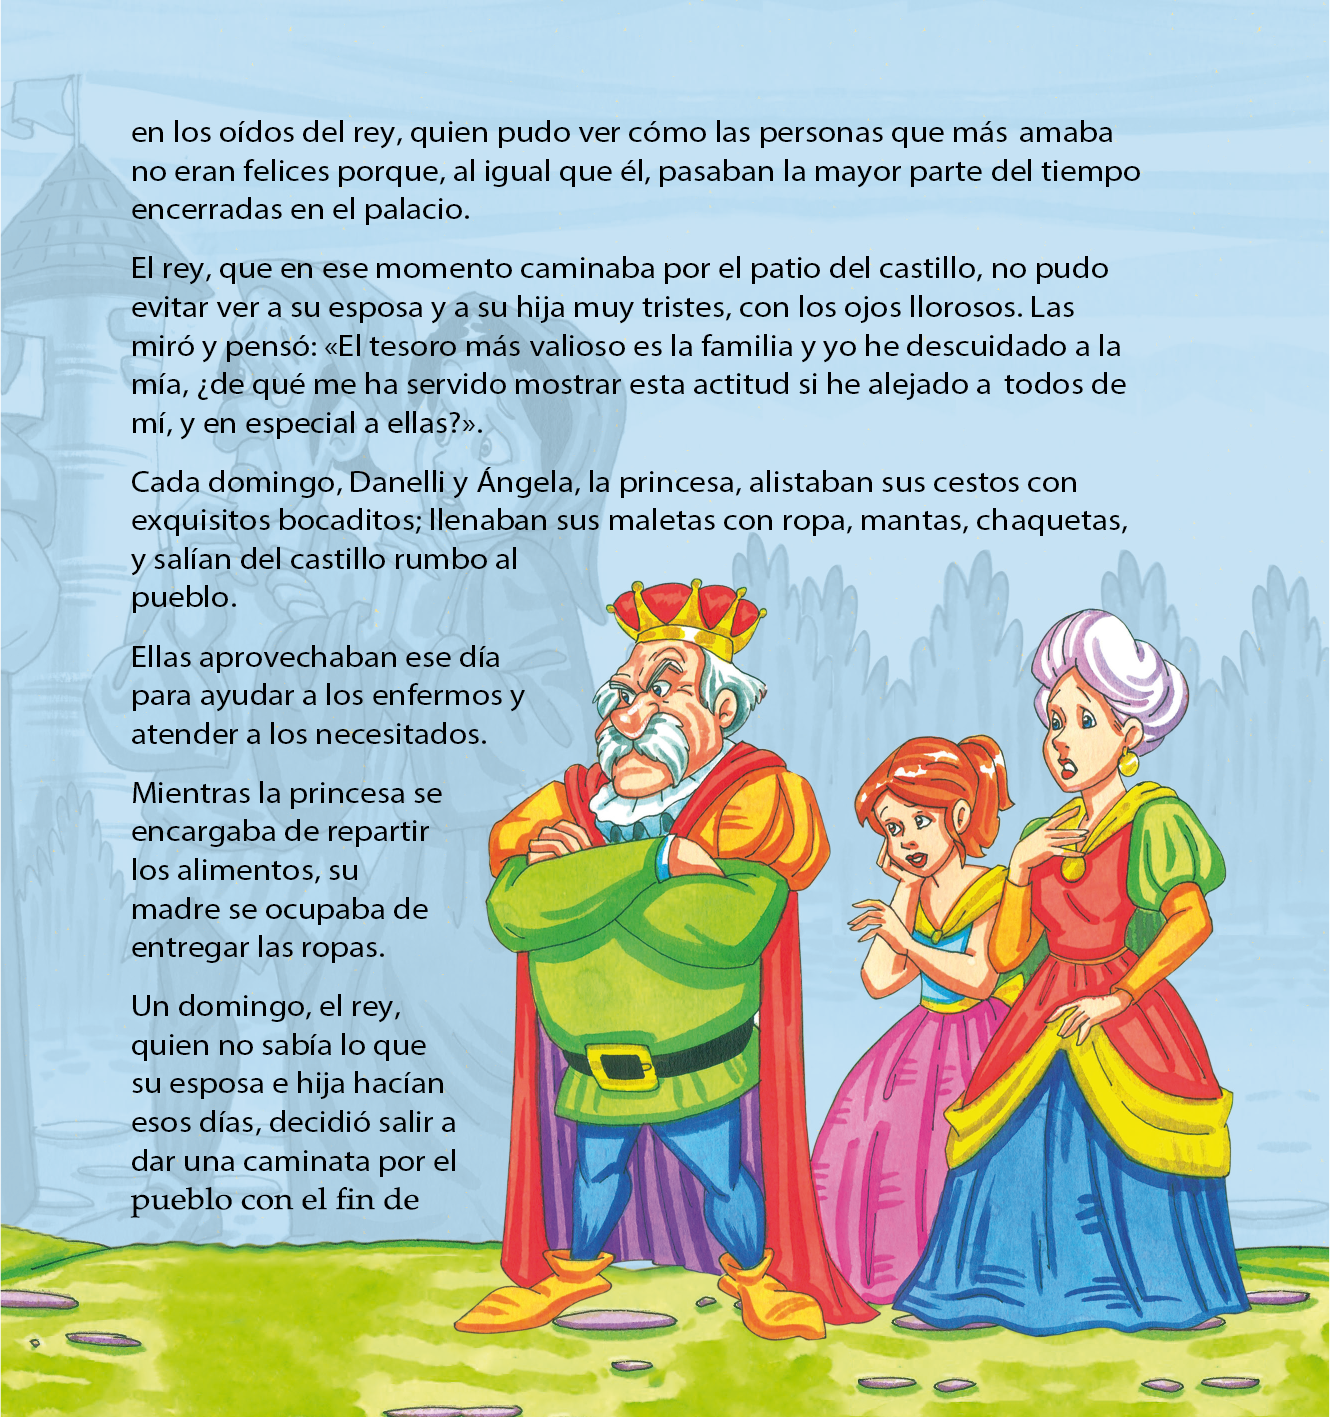 en los oídos del rey, quien pudo ver cómo las personas que más amaba
no eran felices porque, al igual que él, pasaban la mayor parte del tiempo
encerradas en el palacio.
El rey, que en ese momento caminaba por el patio del castillo, no pudo
evitar ver a su esposa y a su hija muy tristes, con los ojos llorosos. Las
miró y pensó: «El tesoro más valioso es la familia y yo he descuidado a la
mía, ¿de qué me ha servido mostrar esta actitud si he alejado a todos de
mí, y en especial a ellas?».
Cada domingo, Danelli y Ángela, la princesa, alistaban sus cestos con
exquisitos bocaditos; llenaban sus maletas con ropa, mantas, chaquetas,
y salían del castillo rumbo al
pueblo.
Ellas aprovechaban ese día
para ayudar a los enfermos y
atender a los necesitados.
Mientras la princesa se
encargaba de repartir
los alimentos, su
madre se ocupaba de
entregar las ropas.
Un domingo, el rey,
quien no sabía lo que
su esposa e hija hacían
esos días, decidió salir a
dar una caminata por el
pueblo con el fin de